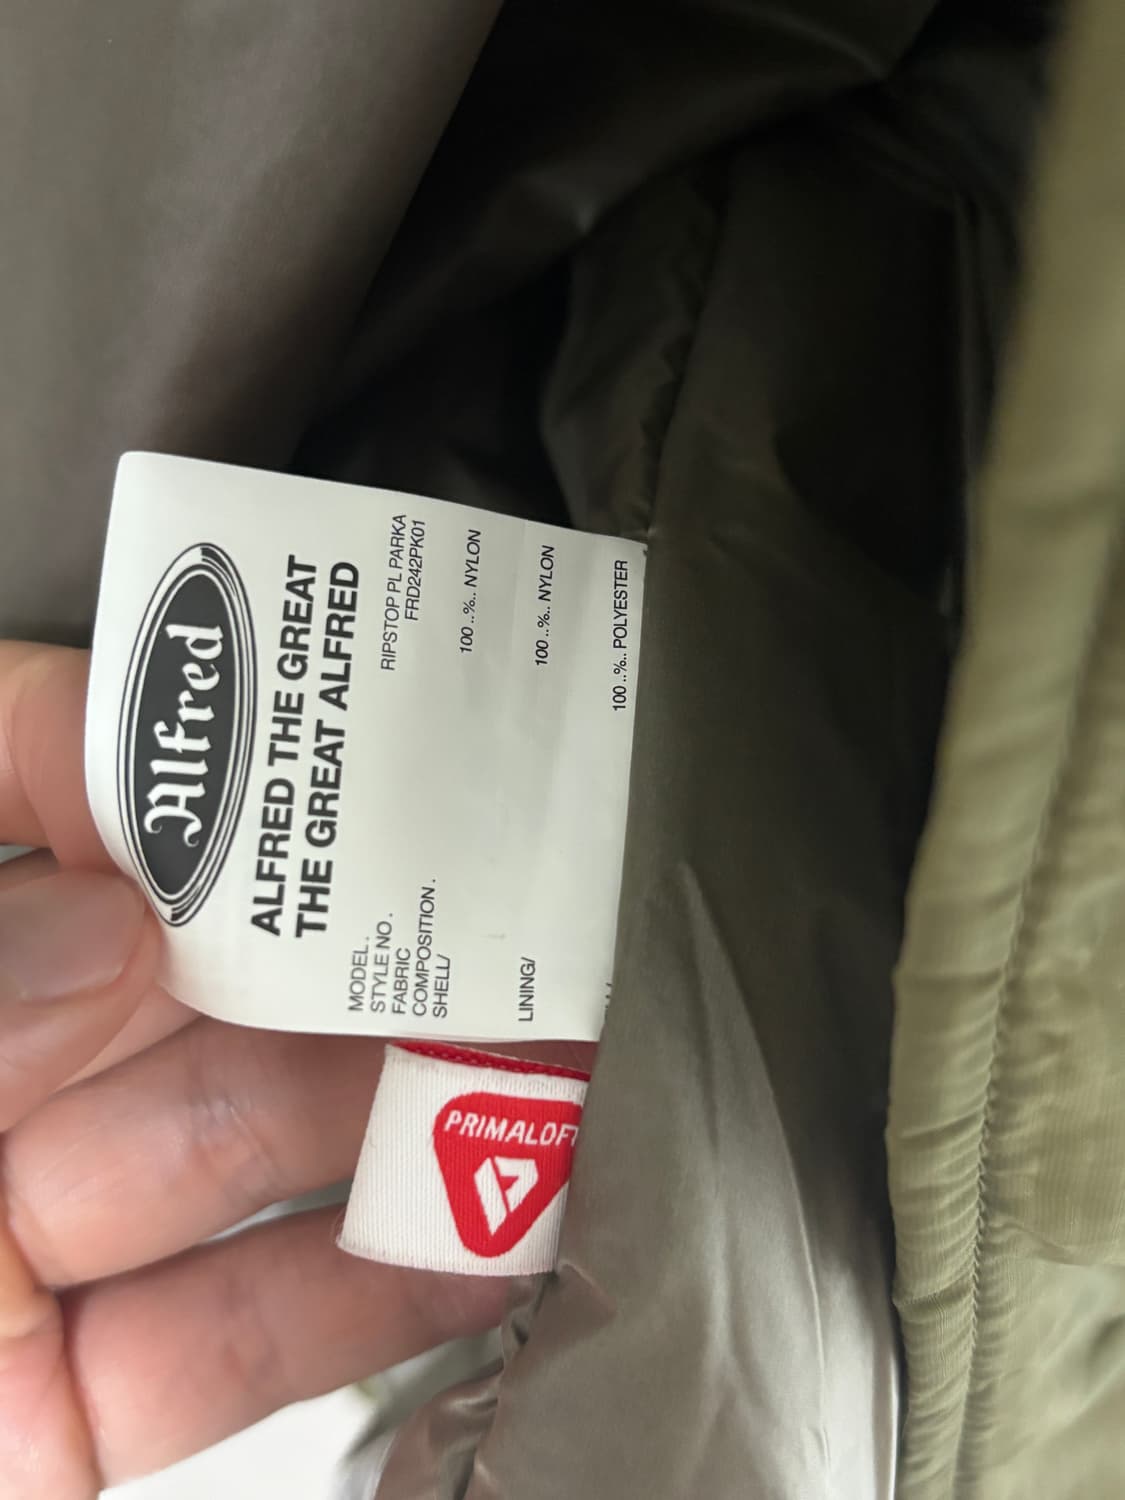 Alfred
ALFRED THE GREAT
THE GREAT ALFRED
MODEL. RIPSTOP PL PARKA
STYLE NO. FRD242PK01
FABRIC
COMPOSITION.
SHELL/ 100 ..%.. NYLON
LINING/ 100 ..%.. NYLON
100 ..%.. POLYESTER
PRIMALOFT